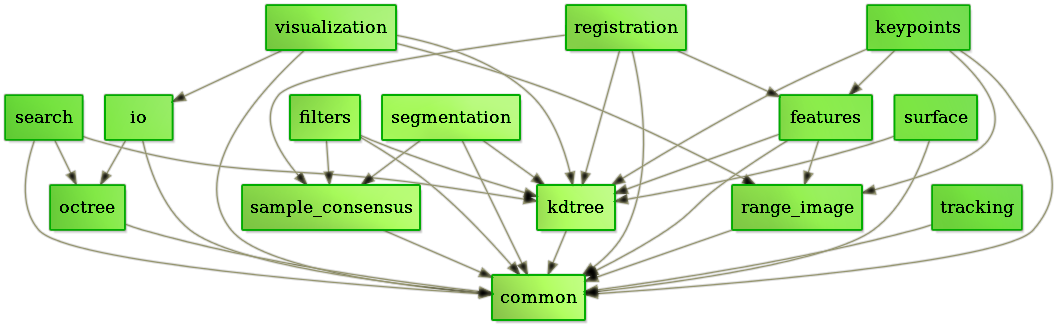 visualization
registration
keypoints
search
io
filters
segmentation
features
surface
octree
sample_consensus
kdtree
range_image
tracking
common